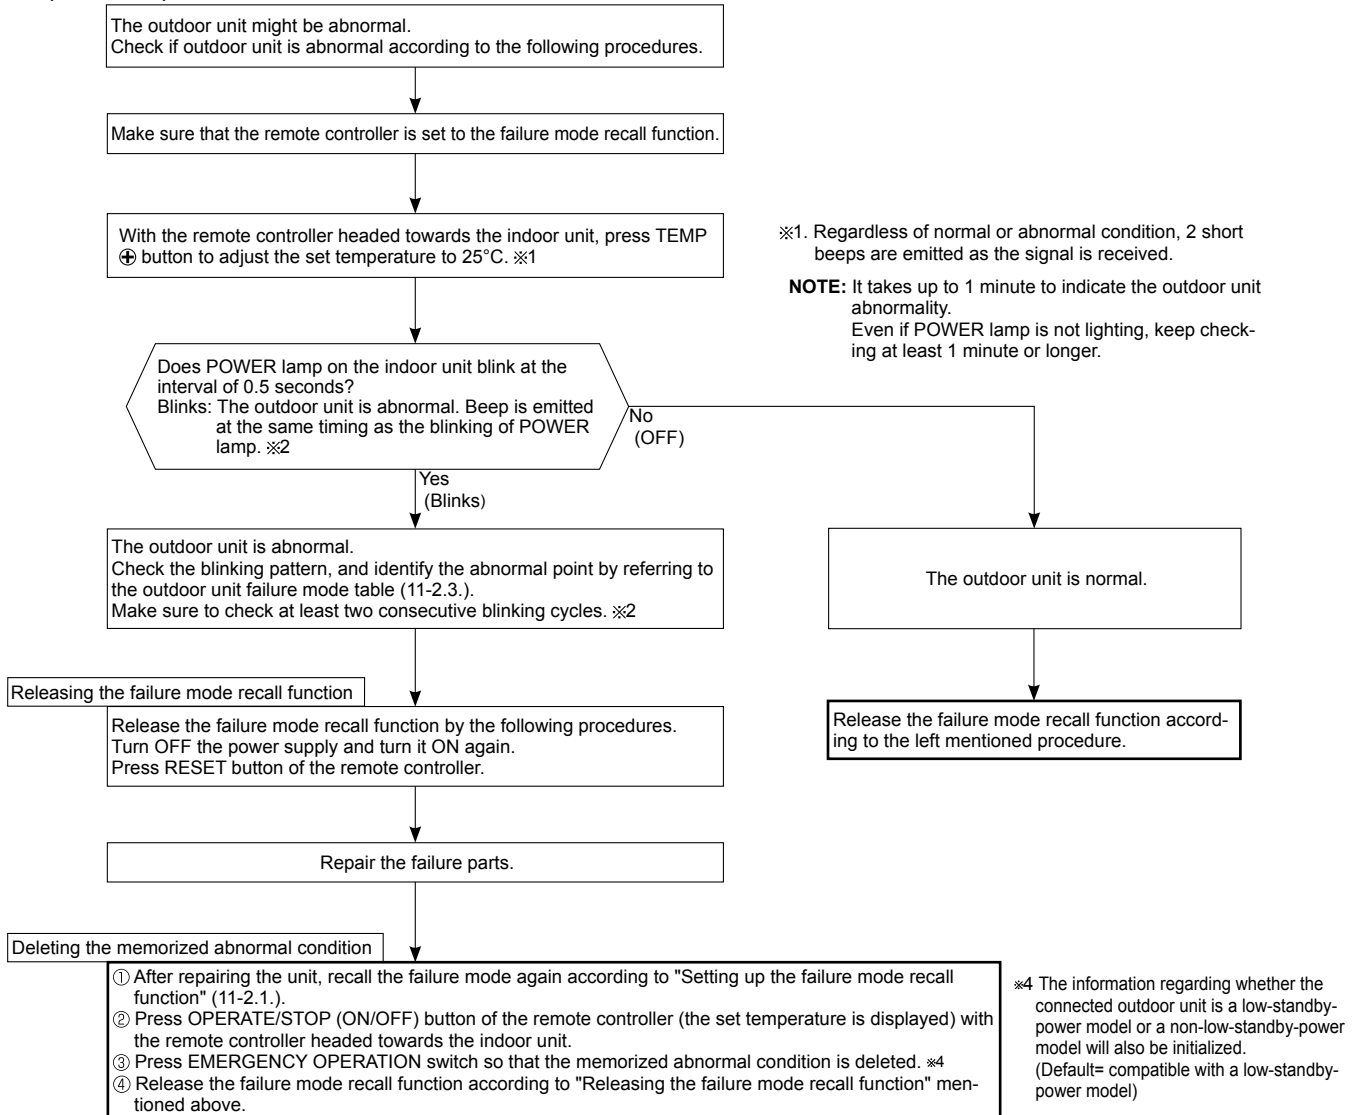 The outdoor unit might be abnormal.
Check if outdoor unit is abnormal according to the following procedures.
Make sure that the remote controller is set to the failure mode recall function.
With the remote controller headed towards the indoor unit, press TEMP
⊕ button to adjust the set temperature to 25°C. ※1
※1. Regardless of normal or abnormal condition, 2 short
beeps are emitted as the signal is received.
NOTE: It takes up to 1 minute to indicate the outdoor unit
abnormality.
Even if POWER lamp is not lighting, keep check-
ing at least 1 minute or longer.
Does POWER lamp on the indoor unit blink at the
interval of 0.5 seconds?
Blinks: The outdoor unit is abnormal. Beep is emitted
at the same timing as the blinking of POWER
lamp. ※2
No
(OFF)
Yes
(Blinks)
The outdoor unit is abnormal.
Check the blinking pattern, and identify the abnormal point by referring to
the outdoor unit failure mode table (11-2.3.).
Make sure to check at least two consecutive blinking cycles. ※2
The outdoor unit is normal.
Releasing the failure mode recall function
Release the failure mode recall function by the following procedures.
Turn OFF the power supply and turn it ON again.
Press RESET button of the remote controller.
Release the failure mode recall function accord-
ing to the left mentioned procedure.
Repair the failure parts.
Deleting the memorized abnormal condition
① After repairing the unit, recall the failure mode again according to "Setting up the failure mode recall
function" (11-2.1.).
② Press OPERATE/STOP (ON/OFF) button of the remote controller (the set temperature is displayed) with
the remote controller headed towards the indoor unit.
③ Press EMERGENCY OPERATION switch so that the memorized abnormal condition is deleted. ※4
④ Release the failure mode recall function according to "Releasing the failure mode recall function" men-
tioned above.
※4 The information regarding whether the
connected outdoor unit is a low-standby-
power model or a non-low-standby-power
model will also be initialized.
(Default= compatible with a low-standby-
power model)